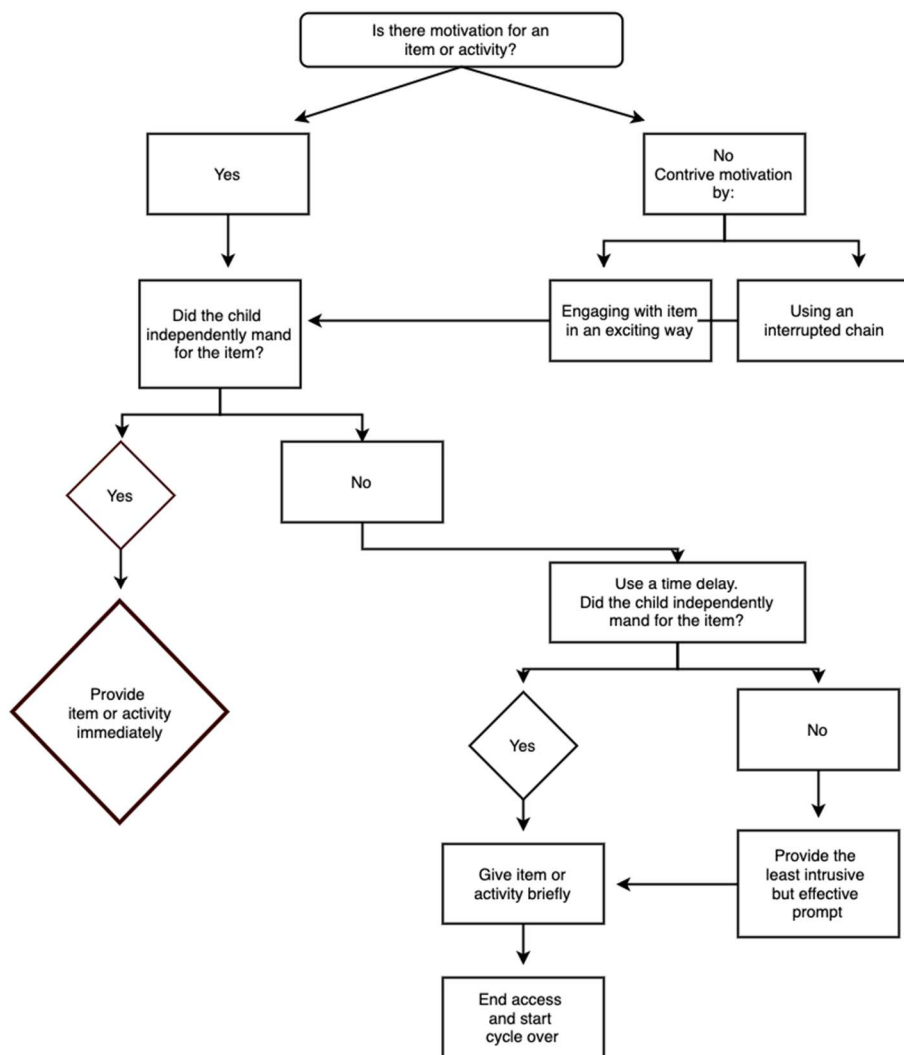 Is there motivation for an
item or activity?
Yes
No
Contrive motivation
by:
Did the child
independently mand
for the item?
Engaging with item
in an exciting way
Using an
interrupted chain
Yes
No
Use a time delay.
Did the child independently
mand for the item?
Provide
item or activity
immediately
Yes
No
Give item or
activity briefly
Provide the
least intrusive
but effective
prompt
End access
and start
cycle over